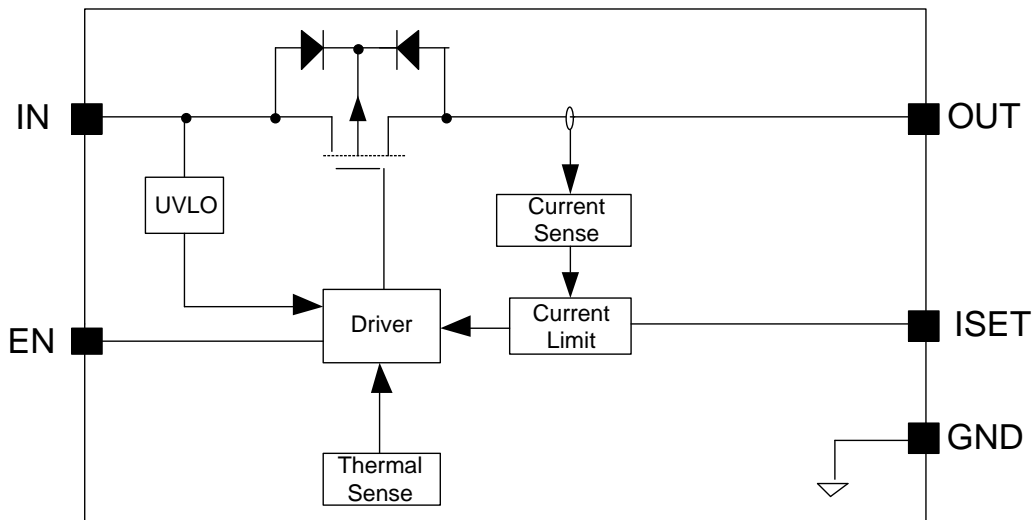 IN
OUT
UVLO
Current
Sense
EN
Driver
Current
Limit
ISET
Thermal
Sense
GND